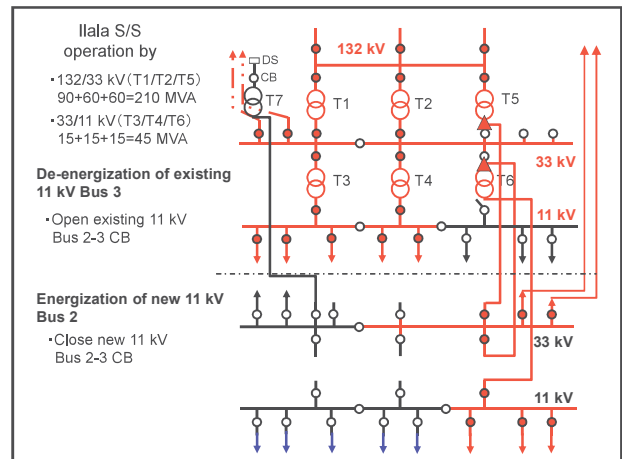 Ilala S/S
operation by
・132/33 kV(T1/T2/T5)
90+60+60=210 MVA
・33/11 kV(T3/T4/T6)
15+15+15=45 MVA
De-energization of existing
11 kV Bus 3
・Open existing 11 kV
Bus 2-3 CB
Energization of new 11 kV
Bus 2
・Close new 11 kV
Bus 2-3 CB
DS
CB
T7
132 kV
T1
T2
T5
33 kV
T3
T4
T6
11 kV
33 kV
11 kV